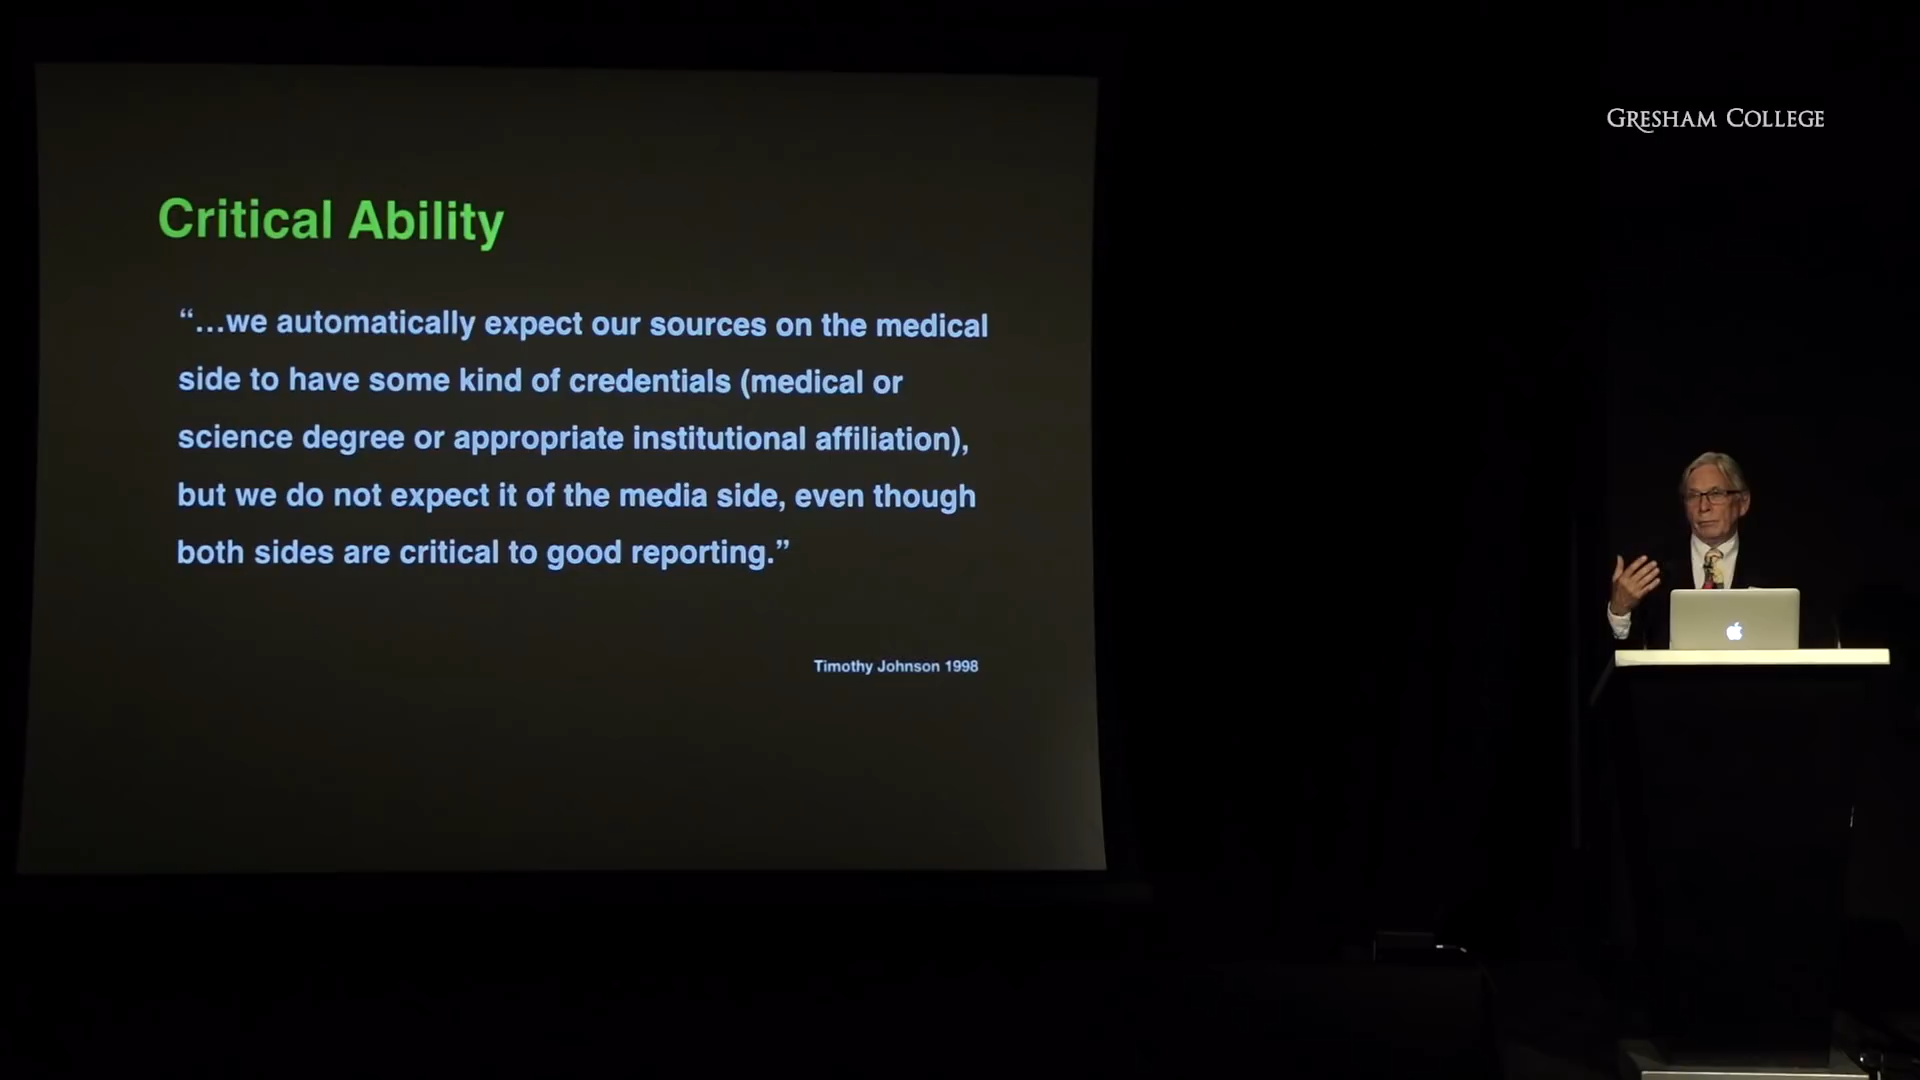 GRESHAM COLLEGE
Critical Ability
“…we automatically expect our sources on the medical
side to have some kind of credentials (medical or
science degree or appropriate institutional affiliation),
but we do not expect it of the media side, even though
both sides are critical to good reporting.”
Timothy Johnson 1998